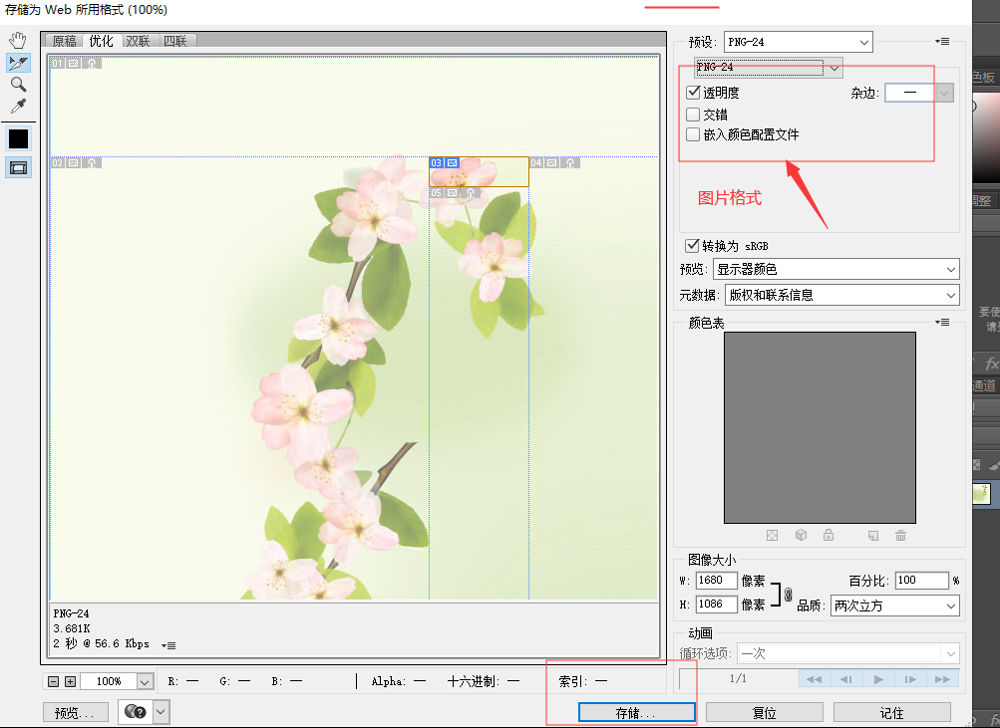 存储为 Web 所用格式 (100%)
原稿 优化 双联 四联
01
02
03
04
05
PNG-24
3.681K
2 秒 @ 56.6 Kbps
100%
R: — G: — B: — Alpha: — 十六进制: — 索引: —
预览...
存储... 复位 记住
预设: PNG-24
PNG-24
透明度 杂边: —
交错
嵌入颜色配置文件
图片格式
转换为 sRGB
预览: 显示器颜色
元数据: 版权和联系信息
颜色表
图像大小
W: 1680 像素 百分比: 100 %
H: 1086 像素 品质: 两次立方
动画
循环选项: 一次
1/1
色板
调整
要使
fx
通道
fx